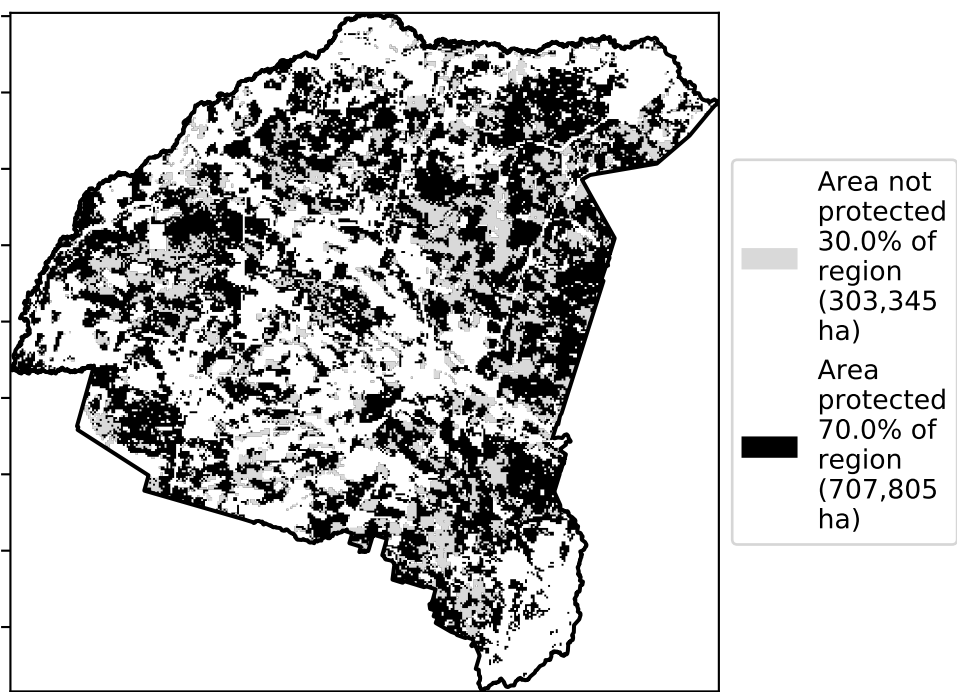 Area not
protected
30.0% of
region
(303,345
ha)
Area
protected
70.0% of
region
(707,805
ha)